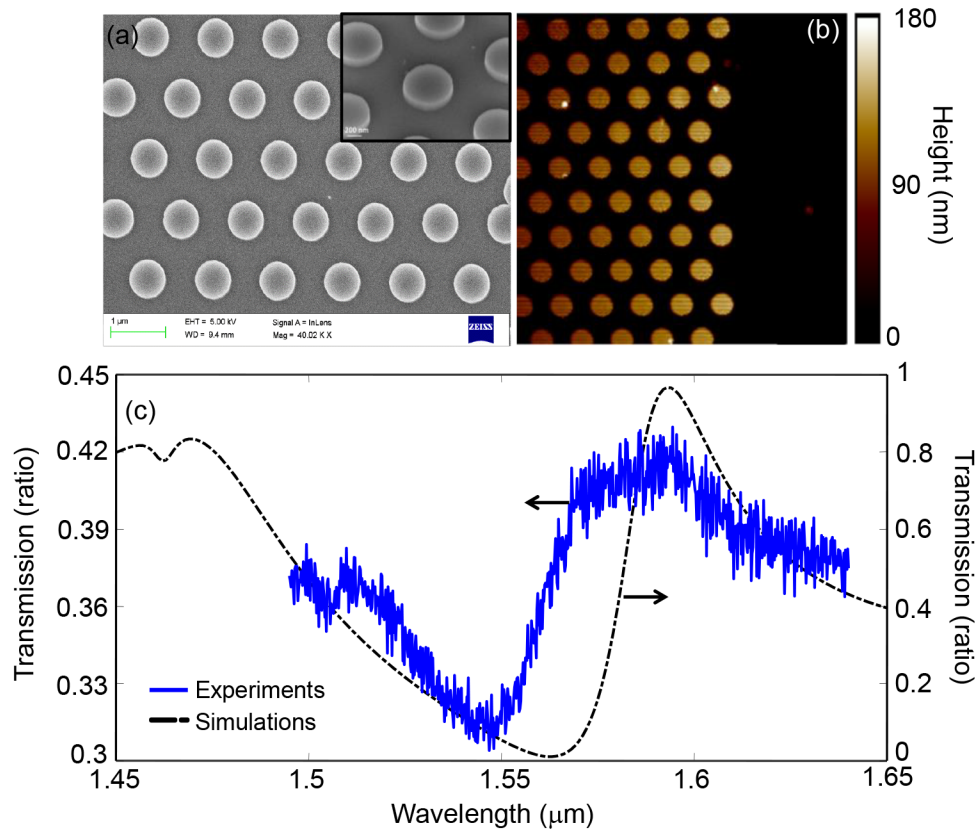 (a)
200 nm
1 µm
EHT = 5.00 kV
WD = 9.4 mm
Signal A = InLens
Mag = 40.02 K X
ZEISS
(b)
180
90
0
Height (nm)
(c)
0.45
0.42
0.39
0.36
0.33
0.3
Transmission (ratio)
1
0.8
0.6
0.4
0.2
0
Transmission (ratio)
Experiments
Simulations
1.45
1.5
1.55
1.6
1.65
Wavelength (µm)